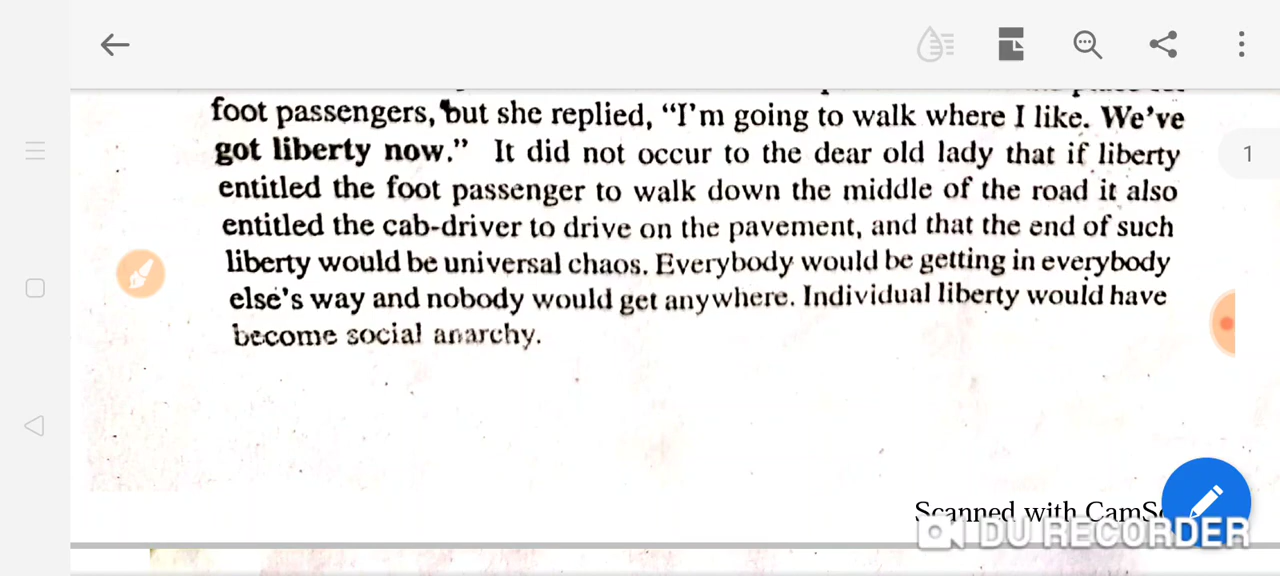 foot passengers, but she replied, “I'm going to walk where I like. We've
got liberty now.” It did not occur to the dear old lady that if liberty
entitled the foot passenger to walk down the middle of the road it also
entitled the cab-driver to drive on the pavement, and that the end of such
liberty would be universal chaos. Everybody would be getting in everybody
else's way and nobody would get anywhere. Individual liberty would have
become social anarchy.
1
Scanned with CamSc
DU RECORDER